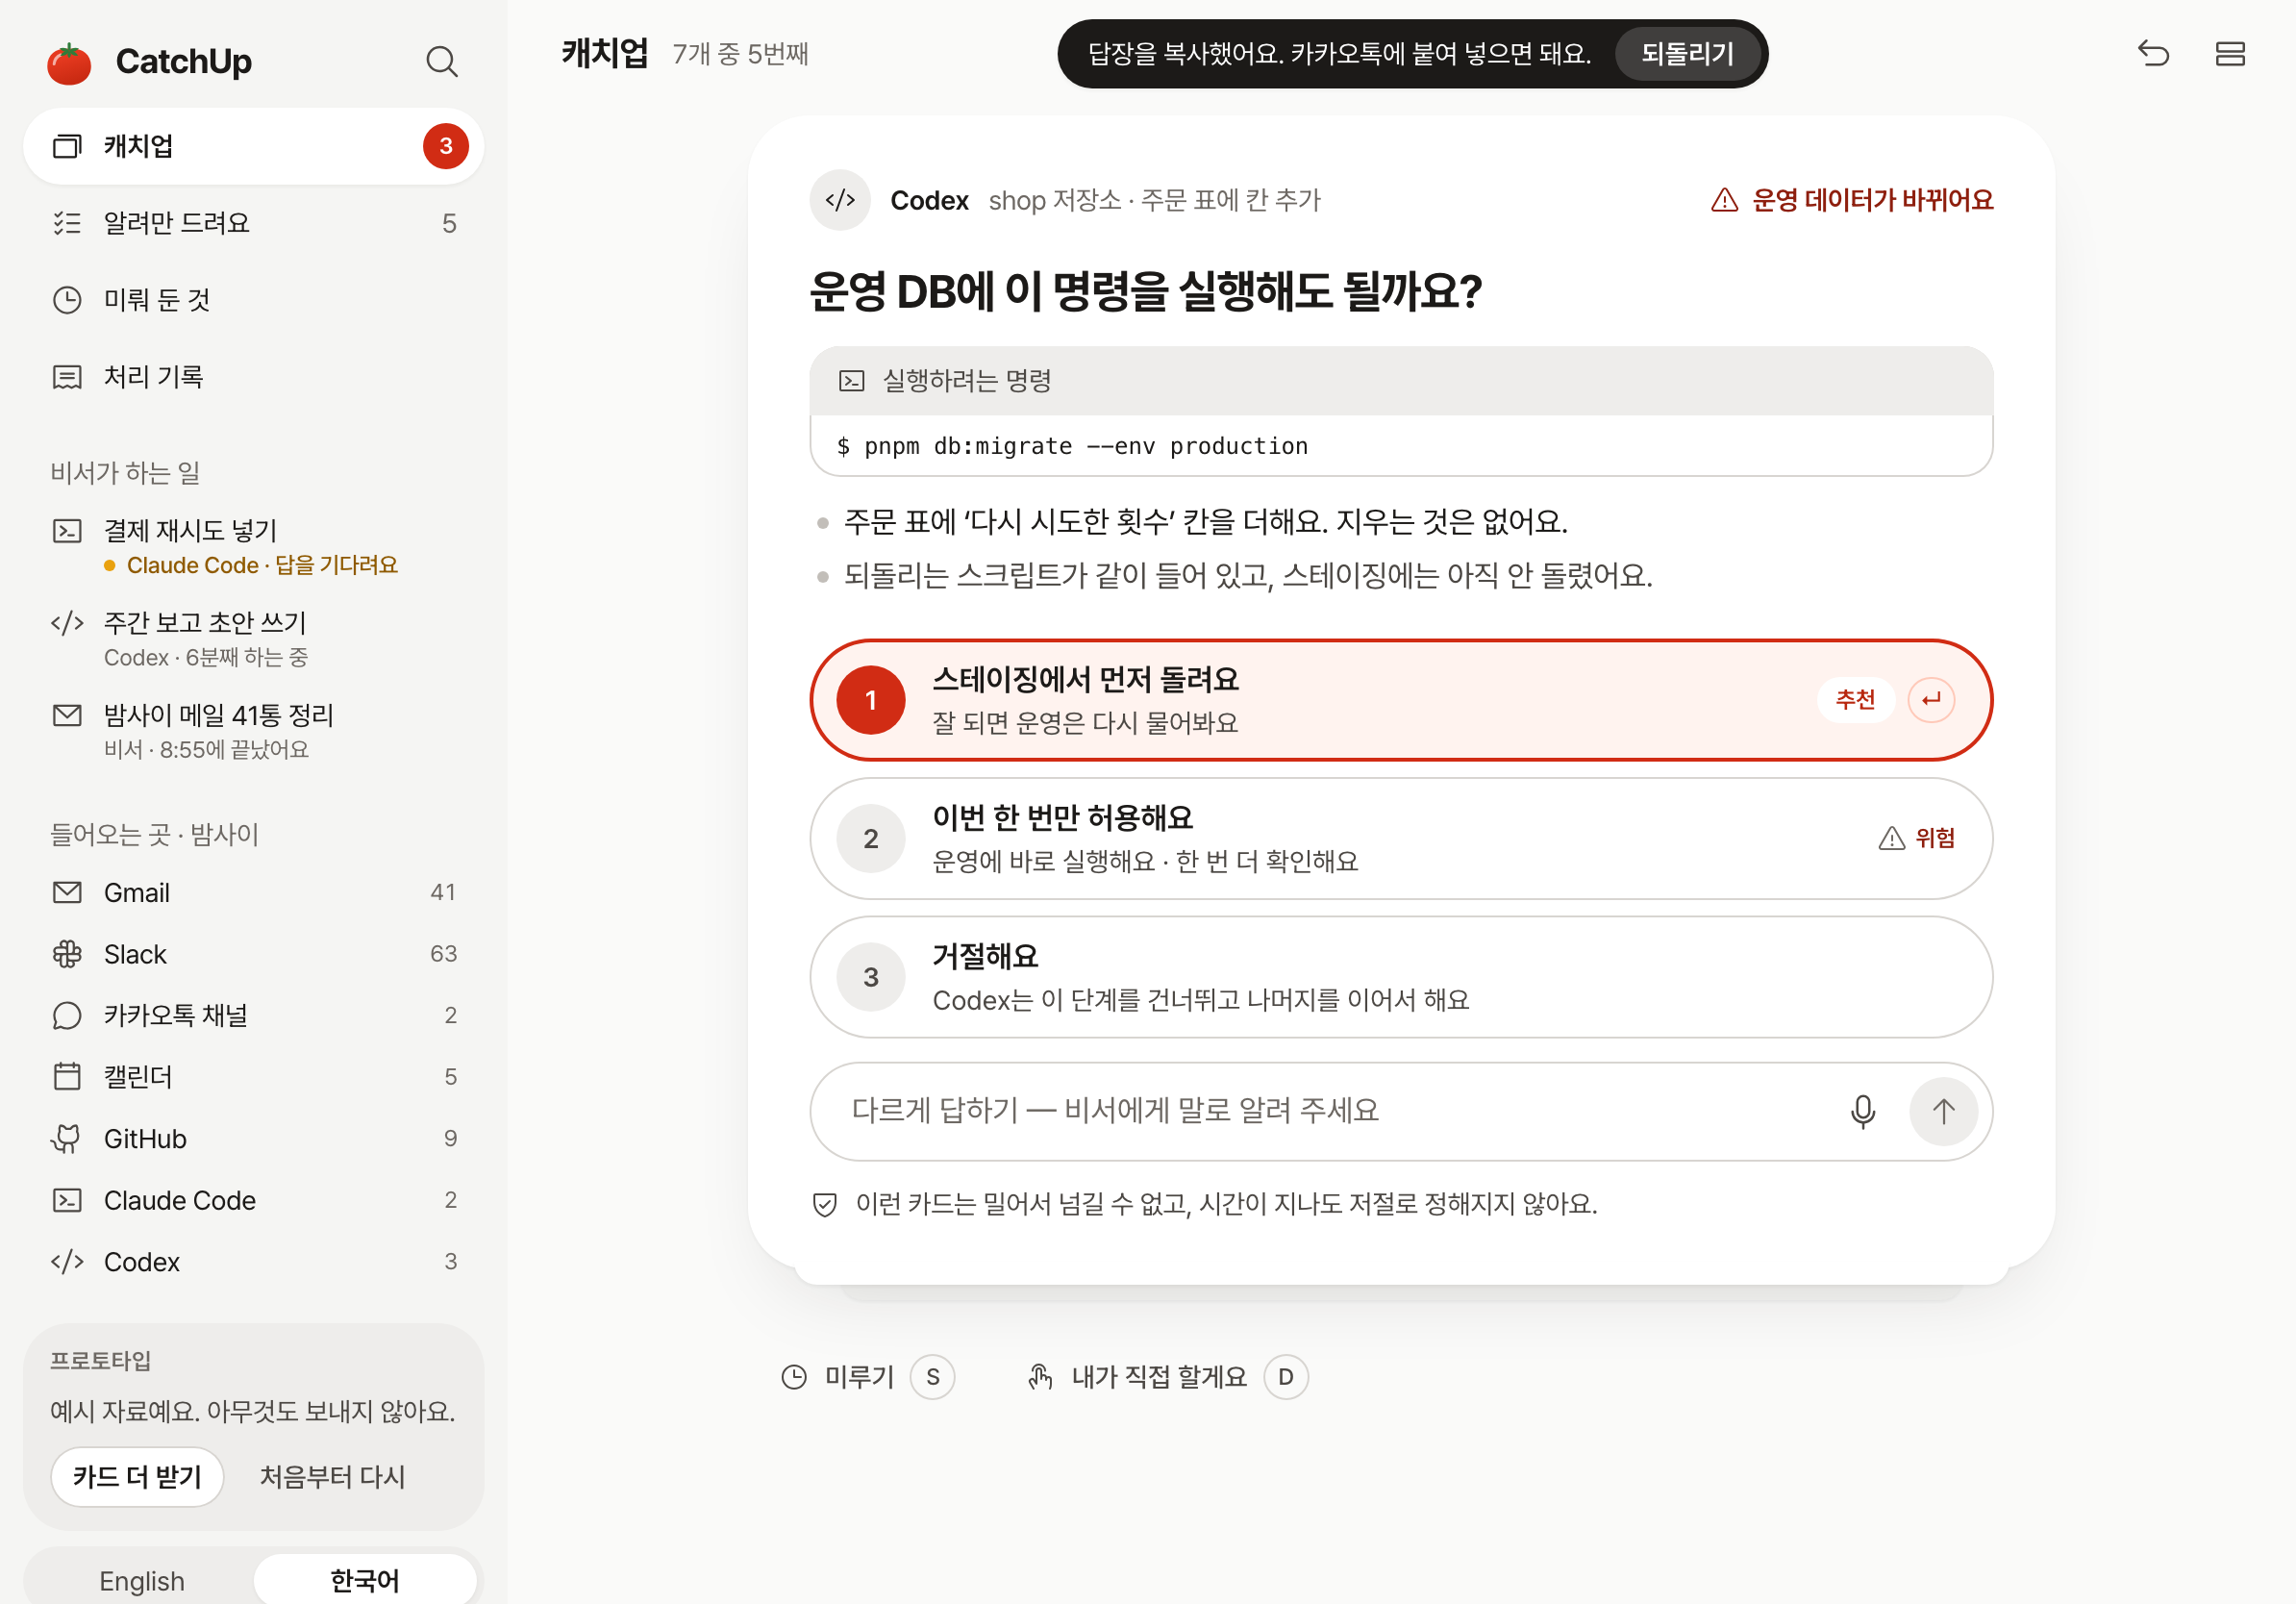 CatchUp
캐치업
3
알려만 드려요
5
미뤄 둔 것
처리 기록
비서가 하는 일
결제 재시도 넣기
Claude Code · 답을 기다려요
주간 보고 초안 쓰기
Codex · 6분째 하는 중
밤사이 메일 41통 정리
비서 · 8:55에 끝났어요
들어오는 곳 · 밤사이
Gmail
41
Slack
63
카카오톡 채널
2
캘린더
5
GitHub
9
Claude Code
2
Codex
3
프로토타입
예시 자료예요. 아무것도 보내지 않아요.
카드 더 받기
처음부터 다시
English
한국어
캐치업
7개 중 5번째
답장을 복사했어요. 카카오톡에 붙여 넣으면 돼요.
되돌리기
Codex
shop 저장소 · 주문 표에 칸 추가
운영 데이터가 바뀌어요
운영 DB에 이 명령을 실행해도 될까요?
실행하려는 명령
$ pnpm db:migrate --env production
주문 표에 ‘다시 시도한 횟수’ 칸을 더해요. 지우는 것은 없어요.
되돌리는 스크립트가 같이 들어 있고, 스테이징에는 아직 안 돌렸어요.
1
스테이징에서 먼저 돌려요
잘 되면 운영은 다시 물어봐요
추천
2
이번 한 번만 허용해요
운영에 바로 실행해요 · 한 번 더 확인해요
위험
3
거절해요
Codex는 이 단계를 건너뛰고 나머지를 이어서 해요
다르게 답하기 — 비서에게 말로 알려 주세요
이런 카드는 밀어서 넘길 수 없고, 시간이 지나도 저절로 정해지지 않아요.
미루기
S
내가 직접 할게요
D